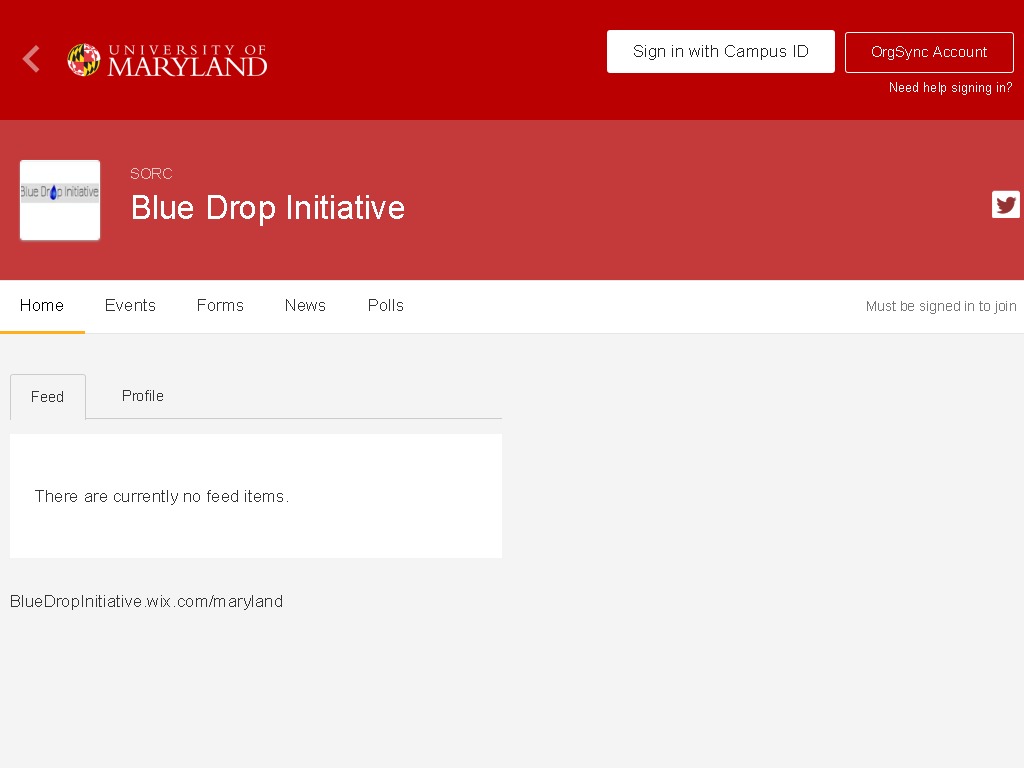 UNIVERSITY OF
MARYLAND
Sign in with Campus ID
OrgSync Account
Need help signing in?
Blue Drop Initiative
SORC
Blue Drop Initiative
Home
Events
Forms
News
Polls
Must be signed in to join
Feed
Profile
There are currently no feed items.
BlueDropInitiative.wix.com/maryland